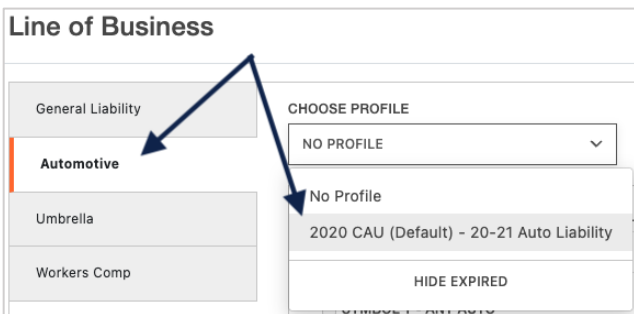 Line of Business
General Liability
Automotive
Umbrella
Workers Comp
CHOOSE PROFILE
NO PROFILE
No Profile
2020 CAU (Default) - 20-21 Auto Liability
HIDE EXPIRED